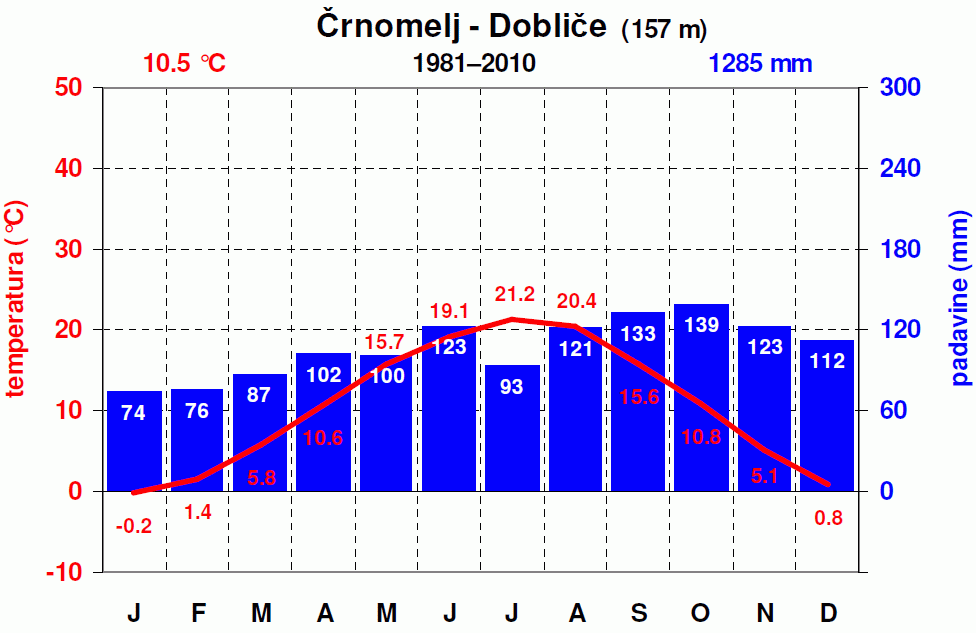 Črnomelj - Dobliče (157 m)
10.5 °C 1981–2010 1285 mm
50 300
40 240
30 180
20 120
10 60
0 0
-10
temperatura (°C)
padavine (mm)
74 76 87 102 100 123 93 121 133 139 123 112
-0.2 1.4 5.8 10.6 15.7 19.1 21.2 20.4 15.6 10.8 5.1 0.8
J F M A M J J A S O N D